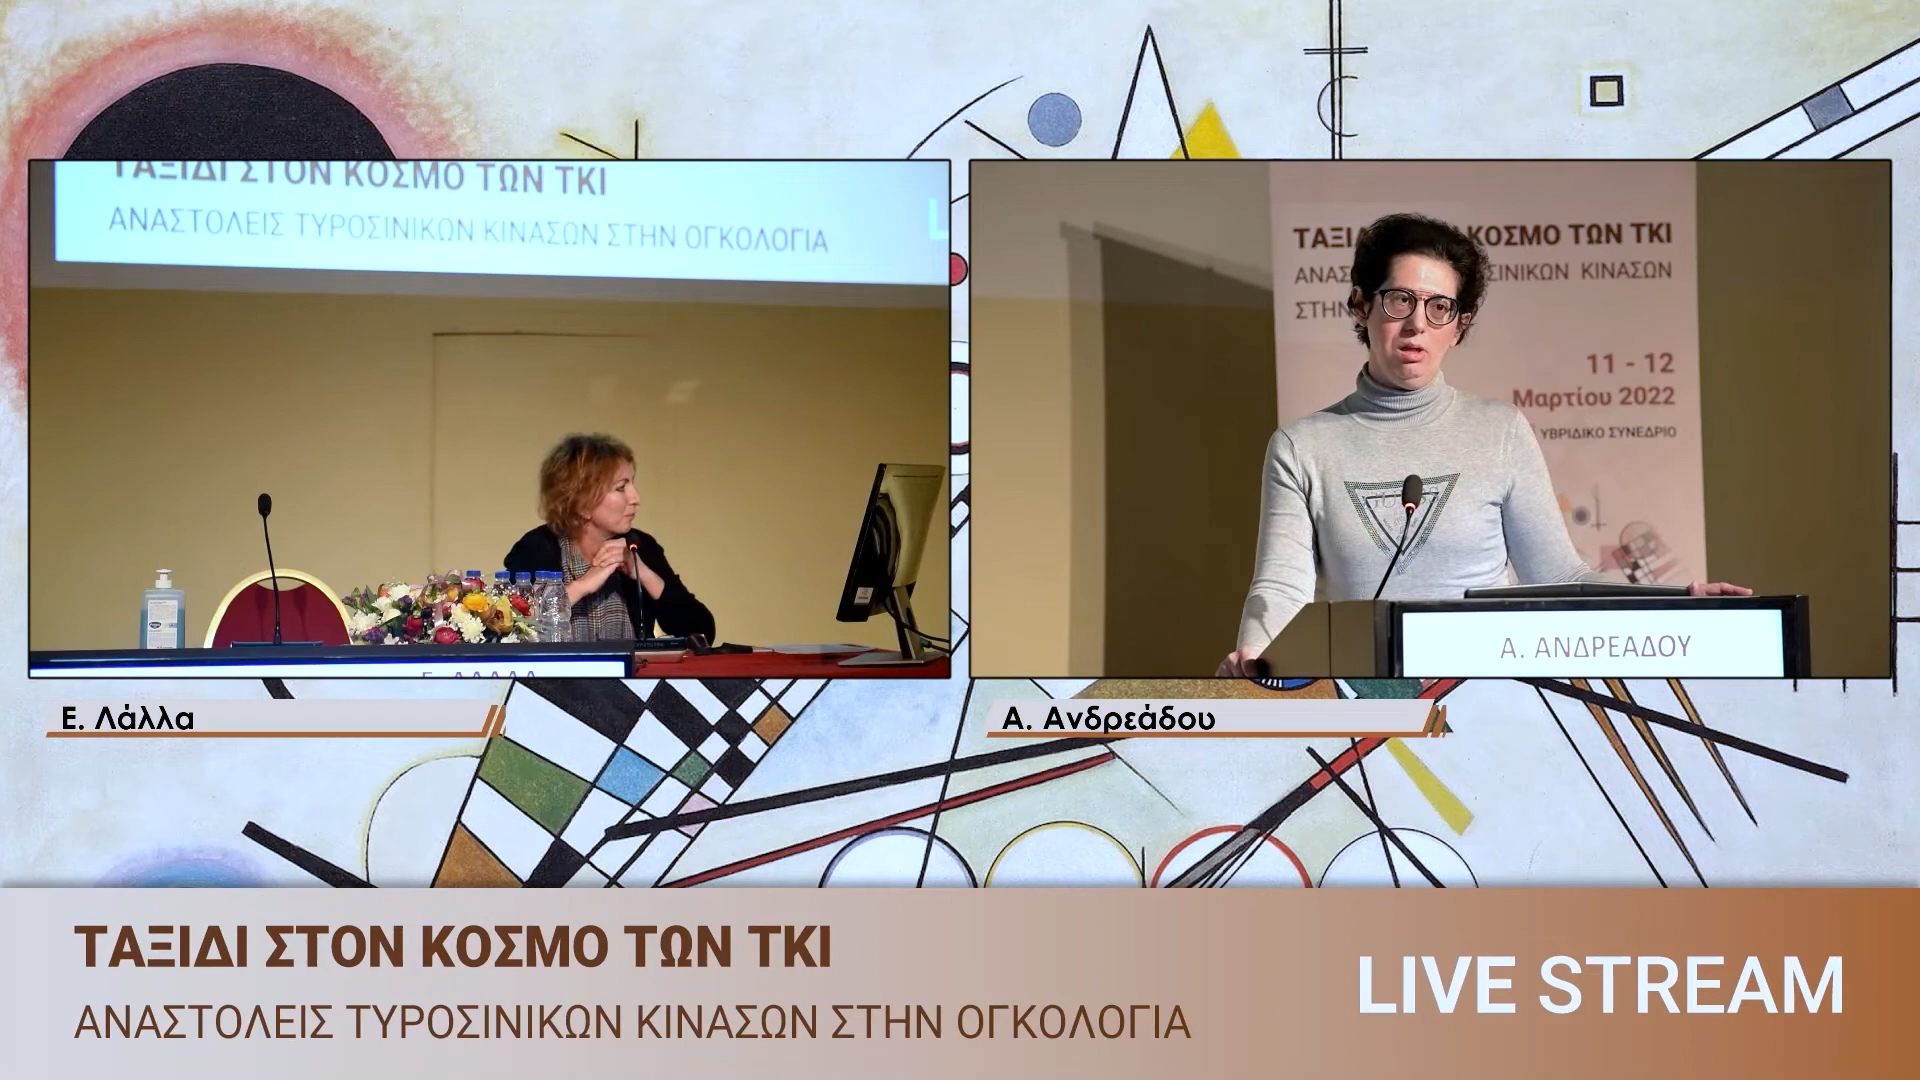 ΤΑΞΙΔΙ ΣΤΟΝ ΚΟΣΜΟ ΤΩΝ ΤΚΙ
ΑΝΑΣΤΟΛΕΙΣ ΤΥΡΟΣΙΝΙΚΩΝ ΚΙΝΑΣΩΝ ΣΤΗΝ ΟΓΚΟΛΟΓΙΑ
ΚΟΣΜΟ ΤΩΝ ΤΚΙ
ΚΙΝΑΣΩΝ
ΣΤΗΝ
11 - 12
Μαρτίου 2022
ΥΒΡΙΔΙΚΟ ΣΥΝΕΔΡΙΟ
Α. ΑΝΔΡΕΑΔΟΥ
Ε. Λάλλα
Α. Ανδρεάδου
ΤΑΞΙΔΙ ΣΤΟΝ ΚΟΣΜΟ ΤΩΝ ΤΚΙ
ΑΝΑΣΤΟΛΕΙΣ ΤΥΡΟΣΙΝΙΚΩΝ ΚΙΝΑΣΩΝ ΣΤΗΝ ΟΓΚΟΛΟΓΙΑ
LIVE STREAM